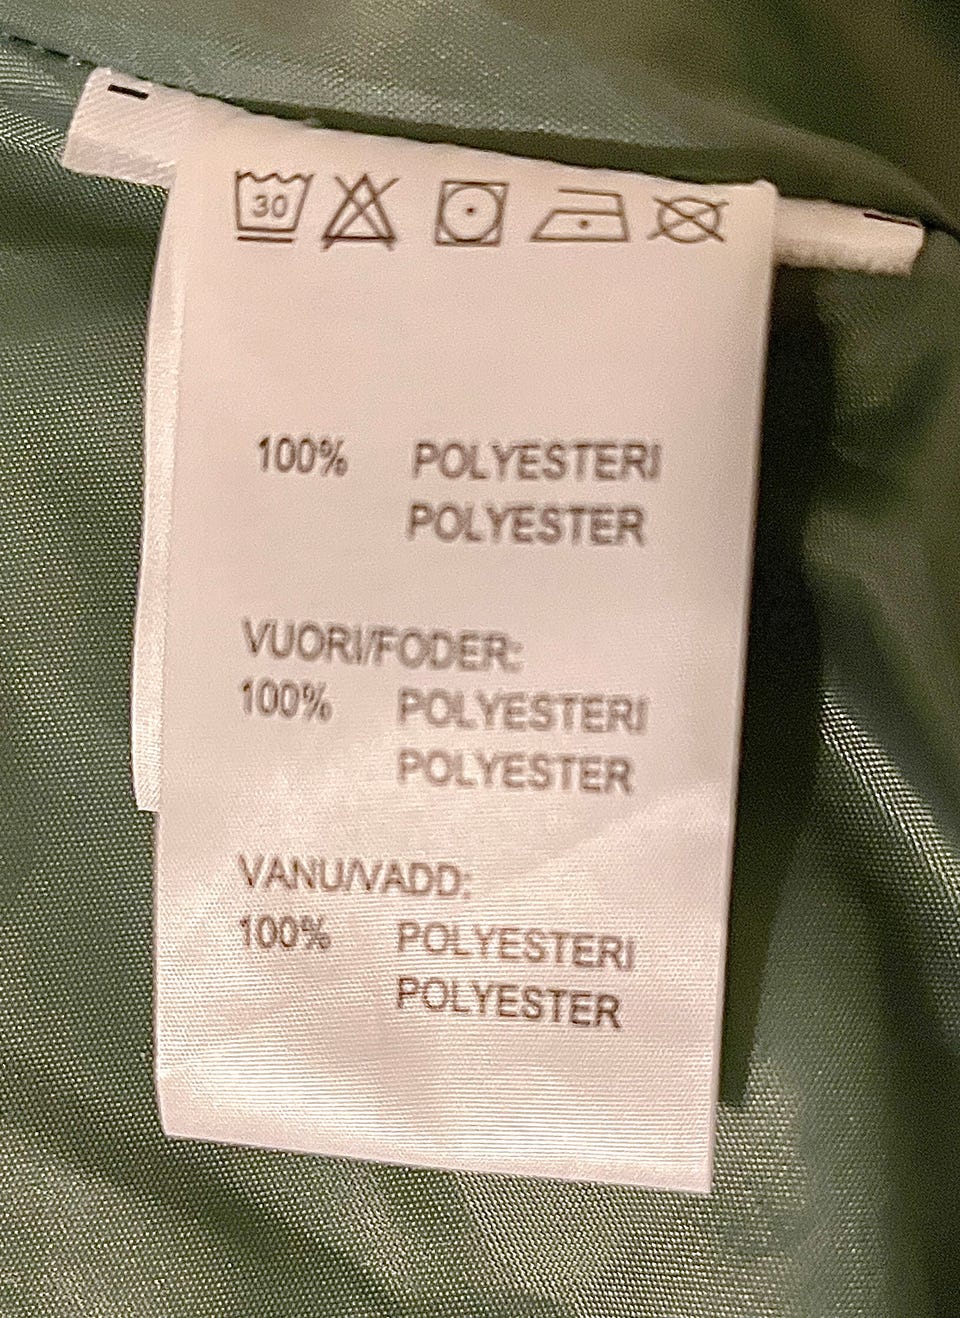 30
100% POLYESTERI
POLYESTER
VUORI/FODER:
100% POLYESTERI
POLYESTER
VANU/VADD:
100% POLYESTERI
POLYESTER